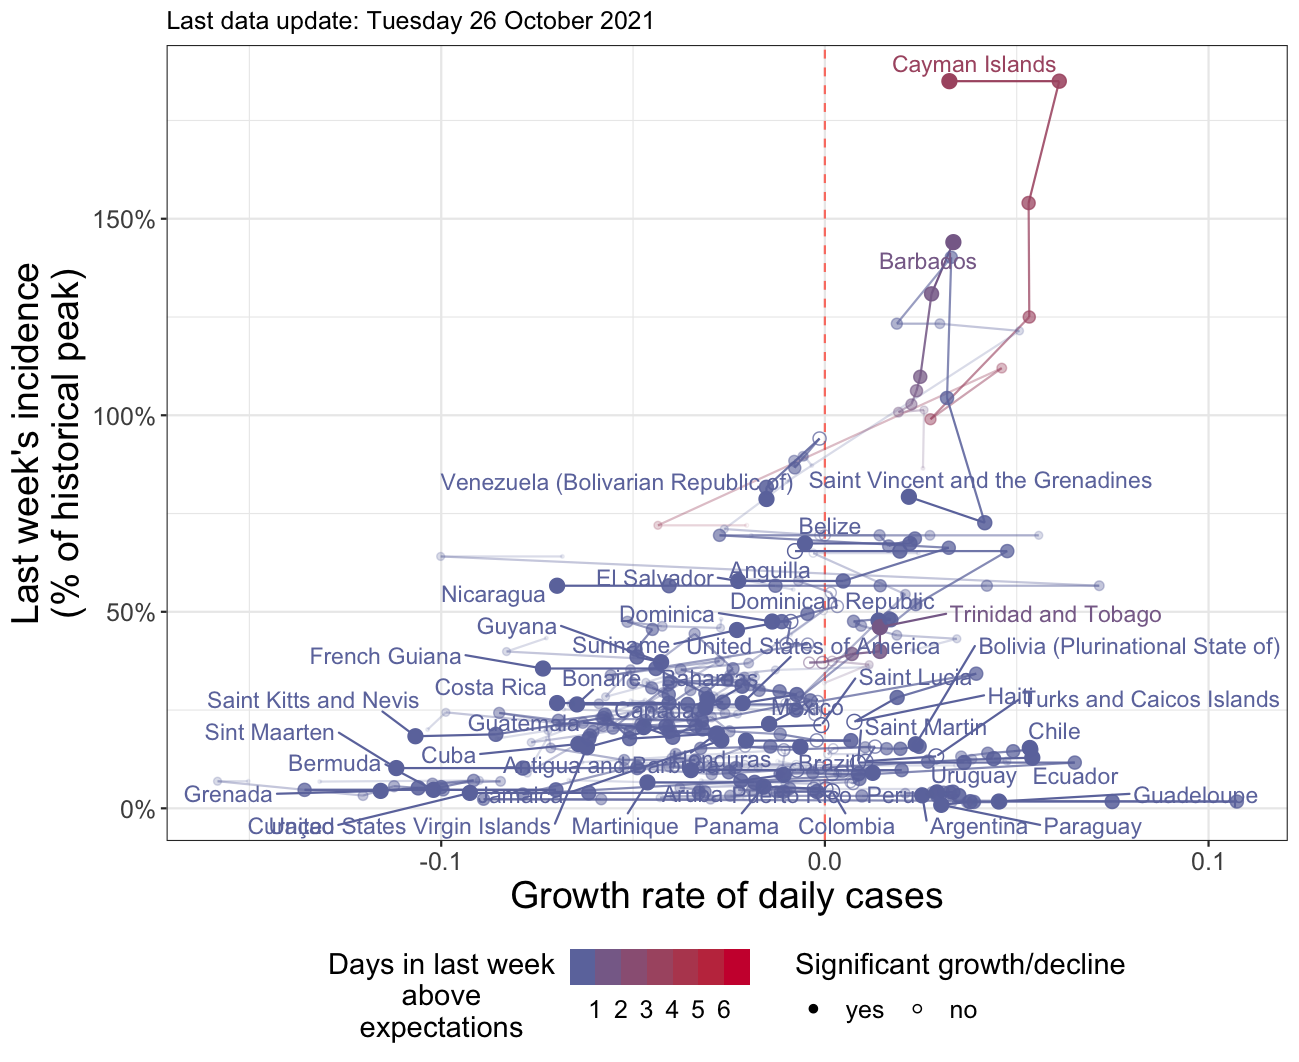 Last data update: Tuesday 26 October 2021
Last week's incidence
(% of historical peak)
150%
100%
50%
0%
Cayman Islands
Barbados
Venezuela (Bolivarian Republic of)
Saint Vincent and the Grenadines
Belize
Anguilla
El Salvador
Nicaragua
Dominican Republic
Dominica
Trinidad and Tobago
Guyana
Suriname
United States of America
Bolivia (Plurinational State of)
French Guiana
Bonaire
Bahamas
Saint Lucia
Costa Rica
Haiti
Turks and Caicos Islands
Saint Kitts and Nevis
Canada
Mexico
Guatemala
Saint Martin
Chile
Sint Maarten
Cuba
Honduras
Brazil
Bermuda
Antigua and Barbuda
Uruguay
Ecuador
Grenada
Jamaica
Aruba
Puerto Rico
Peru
Guadeloupe
Curaçao
United States Virgin Islands
Martinique
Panama
Colombia
Argentina
Paraguay
-0.1
0.0
0.1
Growth rate of daily cases
Days in last week
above
expectations
1 2 3 4 5 6
Significant growth/decline
yes
no